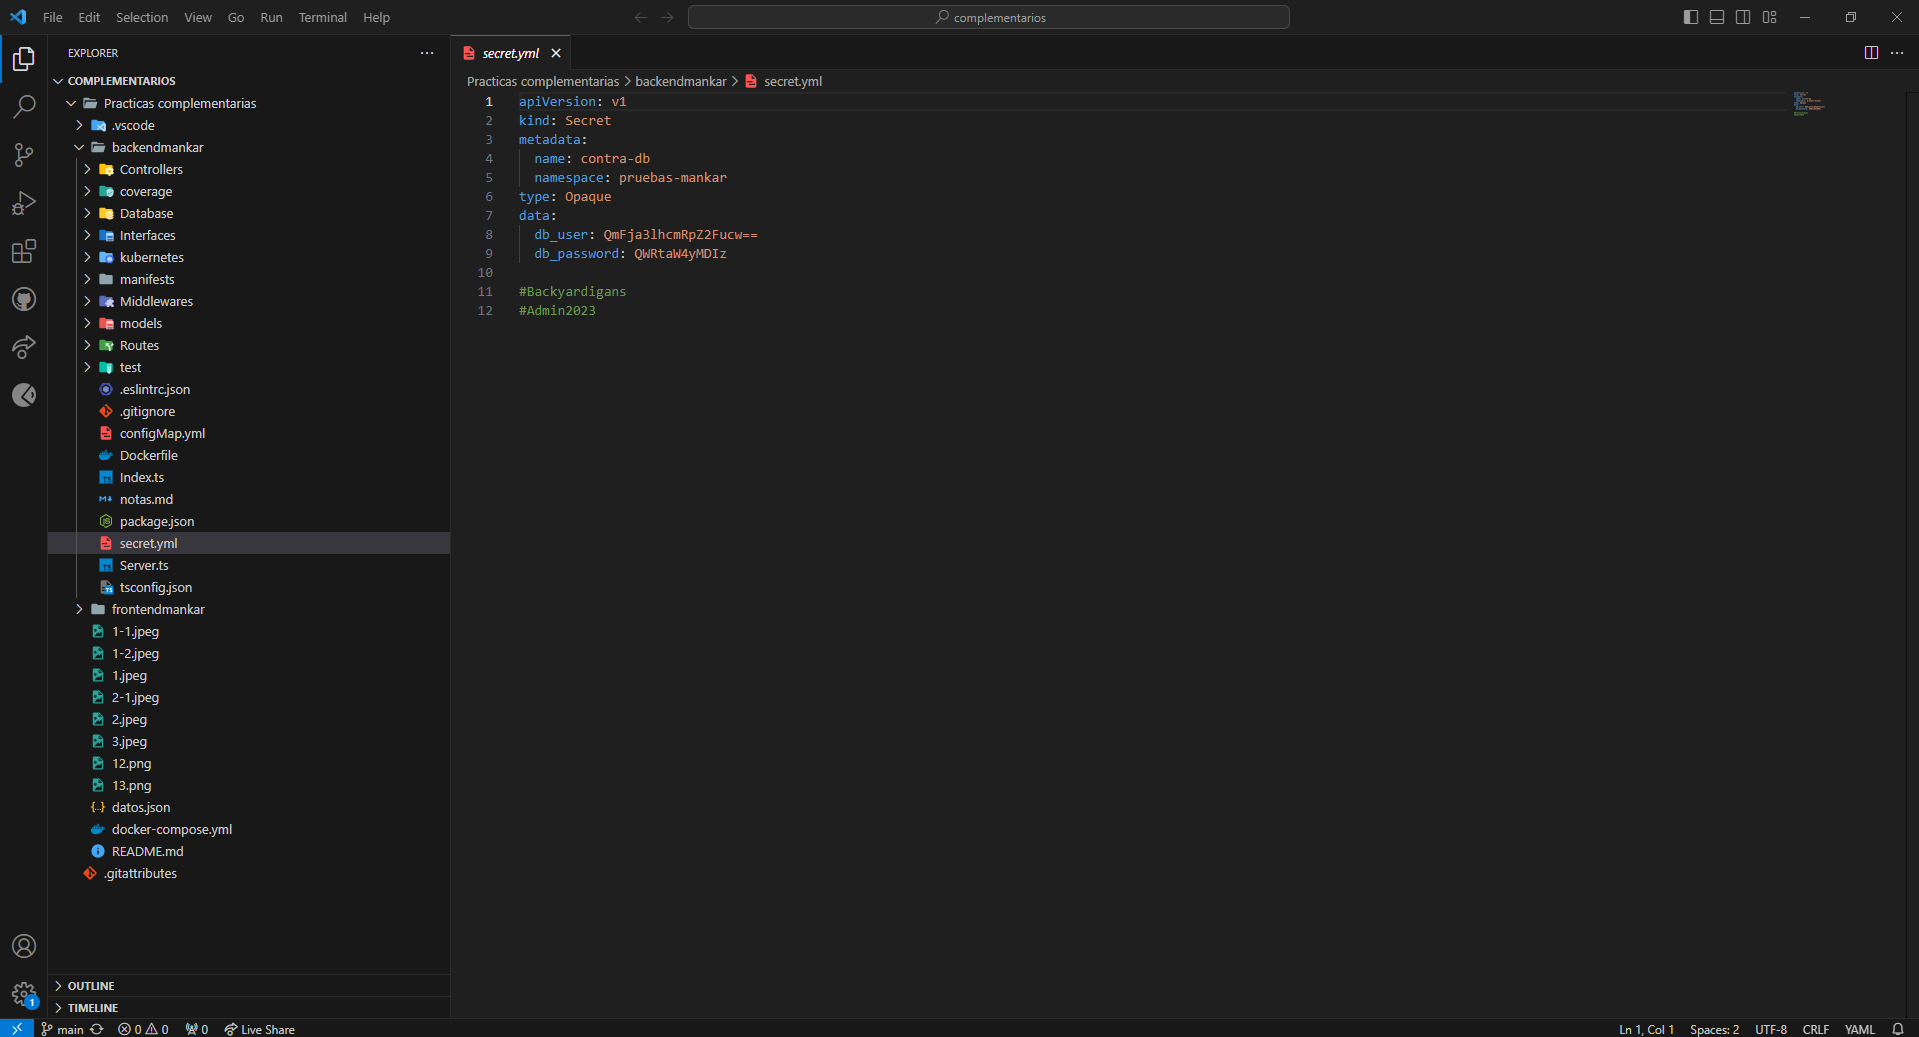 File Edit Selection View Go Run Terminal Help
complementarios
EXPLORER
COMPLEMENTARIOS
Practicas complementarias
.vscode
backendmankar
Controllers
coverage
Database
Interfaces
kubernetes
manifests
Middlewares
models
Routes
test
.eslintrc.json
.gitignore
configMap.yml
Dockerfile
Index.ts
notas.md
package.json
secret.yml
Server.ts
tsconfig.json
frontendmankar
1-1.jpeg
1-2.jpeg
1.jpeg
2-1.jpeg
2.jpeg
3.jpeg
12.png
13.png
datos.json
docker-compose.yml
README.md
.gitattributes
OUTLINE
TIMELINE
secret.yml
Practicas complementarias > backendmankar > secret.yml
1 apiVersion: v1
2 kind: Secret
3 metadata:
4 name: contra-db
5 namespace: pruebas-mankar
6 type: Opaque
7 data:
8 db_user: QmFja3lhcmRpZ2Fucw==
9 db_password: QWRtaW4yMDIz
10
11 #Backyardigans
12 #Admin2023
1
main 0 0 0 Live Share
Ln 1, Col 1 Spaces: 2 UTF-8 CRLF YAML